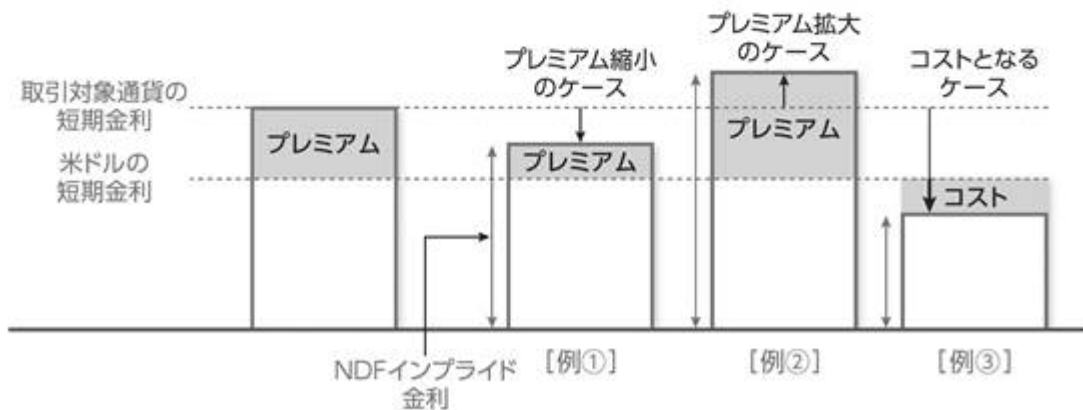 取引対象通貨の
短期金利
米ドルの
短期金利
プレミアム
プレミアム縮小
のケース
プレミアム
プレミアム拡大
のケース
プレミアム
コストとなる
ケース
コスト
NDFインプライド
金利
［例①］
［例②］
［例③］